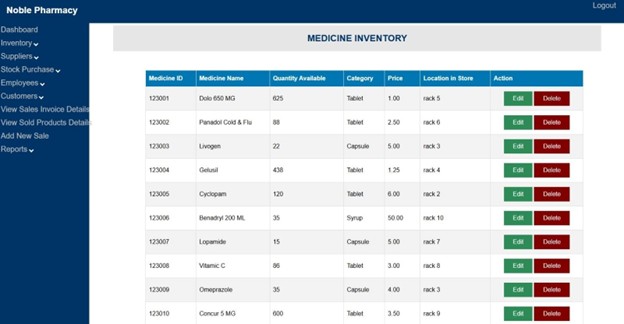 Noble Pharmacy
Logout
Dashboard
Inventory
Suppliers
Stock Purchase
Employees
Customers
View Sales Invoice Details
View Sold Products Details
Add New Sale
Reports
MEDICINE INVENTORY
Medicine ID Medicine Name Quantity Available Category Price Location in Store Action
123001 Dolo 650 MG 625 Tablet 1.00 rack 5 Edit Delete
123002 Panadol Cold & Flu 88 Tablet 2.50 rack 6 Edit Delete
123003 Livogen 22 Capsule 5.00 rack 3 Edit Delete
123004 Gelusil 438 Tablet 1.25 rack 4 Edit Delete
123005 Cyclopam 120 Tablet 6.00 rack 2 Edit Delete
123006 Benadryl 200 ML 35 Syrup 50.00 rack 10 Edit Delete
123007 Lopamide 15 Capsule 5.00 rack 7 Edit Delete
123008 Vitamic C 86 Tablet 3.00 rack 8 Edit Delete
123009 Omeprazole 35 Capsule 4.00 rack 3 Edit Delete
123010 Concur 5 MG 600 Tablet 3.50 rack 9 Edit Delete